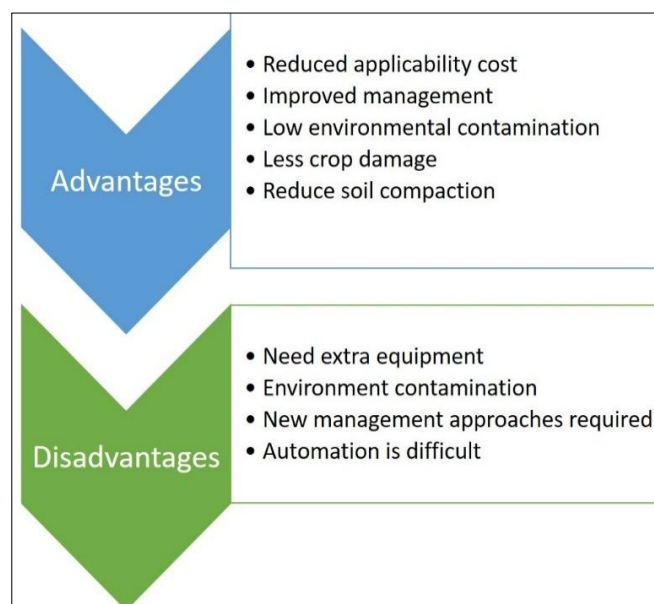 Advantages
• Reduced applicability cost
• Improved management
• Low environmental contamination
• Less crop damage
• Reduce soil compaction
Disadvantages
• Need extra equipment
• Environment contamination
• New management approaches required
• Automation is difficult